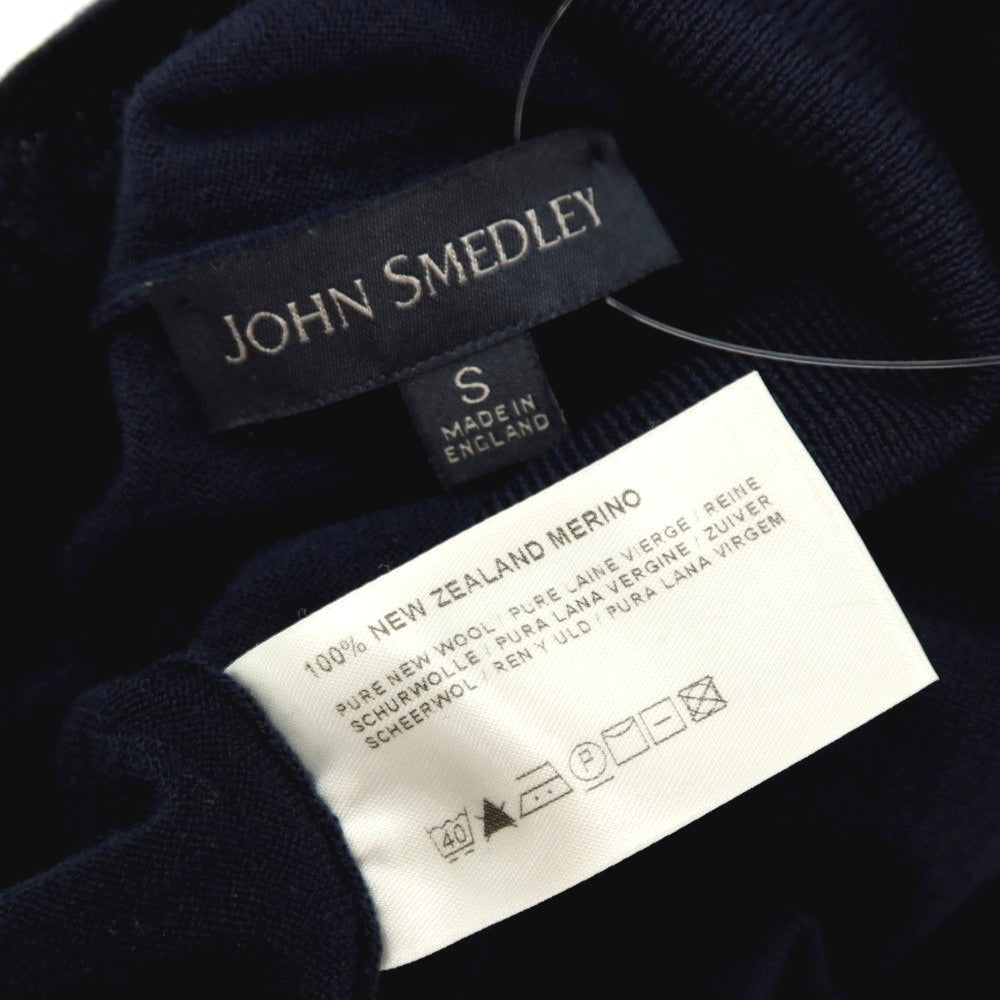 JOHN SMEDLEY
S
MADE IN
ENGLAND
100% NEW ZEALAND MERINO
PURE NEW WOOL / PURE LAINE VIERGE / REINE
SCHURWOLLE / PURA LANA VERGINE / ZUIVER
SCHEERWOL / REN Y ULD / PURA LANA VIRGEM
40 P